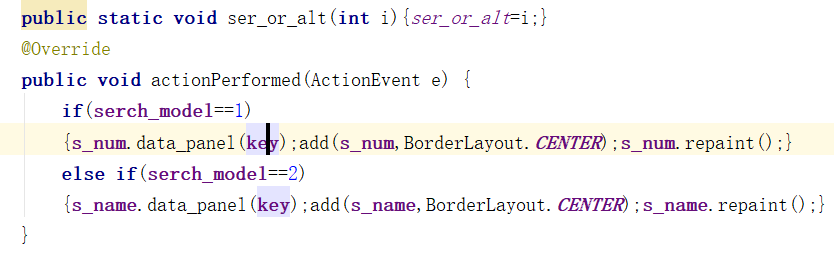 public static void ser_or_alt(int i){ser_or_alt=i;}
@Override
public void actionPerformed(ActionEvent e) {
if(serch_model==1)
{s_num.data_panel(key);add(s_num,BorderLayout.CENTER);s_num.repaint();}
else if(serch_model==2)
{s_name.data_panel(key);add(s_name,BorderLayout.CENTER);s_name.repaint();}
}